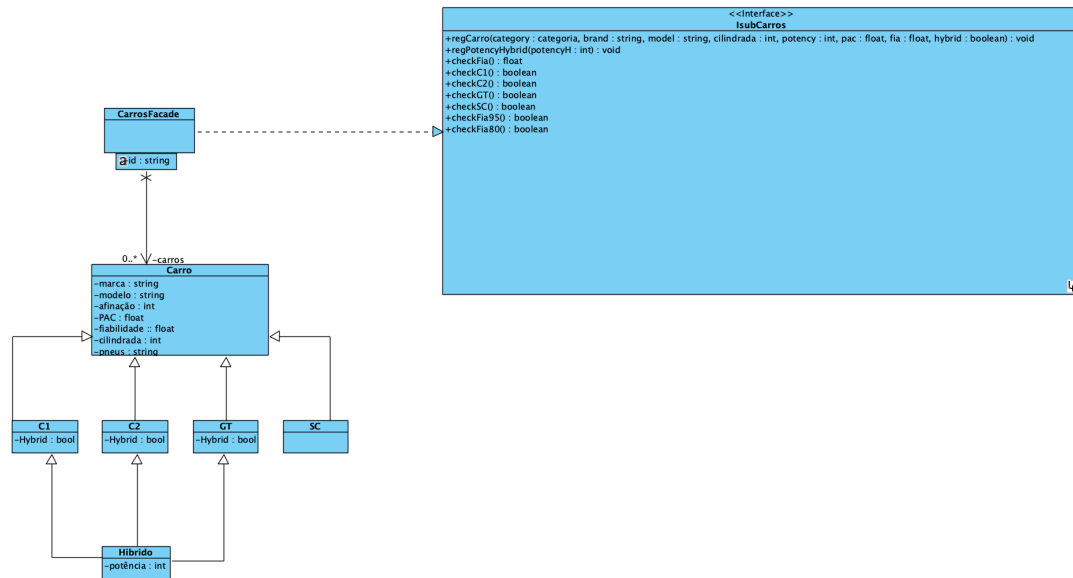 <<Interface>>
IsubCarros
+regCarro(category : categoria, brand : string, model : string, cilindrada : int, potency : int, pac : float, fia : float, hybrid : boolean) : void
+regPotencyHybrid(potencyH : int) : void
+checkFia() : float
+checkC1() : boolean
+checkC2() : boolean
+checkGT() : boolean
+checkSC() : boolean
+checkFia95() : boolean
+checkFia80() : boolean
CarrosFacade
-id : string
0..*
-carros
Carro
-marca : string
-modelo : string
-afinação : int
-PAC : float
-fiabilidade :: float
-cilindrada : int
-pneus : string
C1
-Hybrid : bool
C2
-Hybrid : bool
GT
-Hybrid : bool
SC
Hibrido
-potência : int